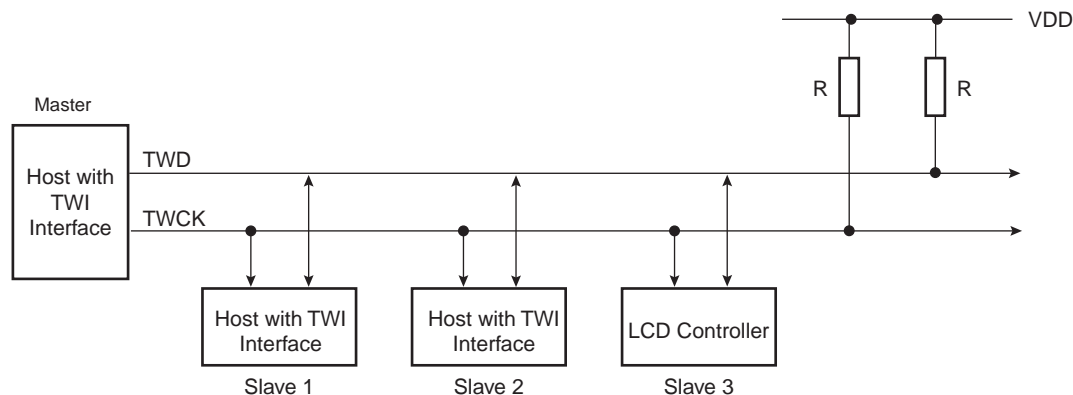 VDD
R
R
Master
Host with
TWI
Interface
TWD
TWCK
Host with TWI
Interface
Slave 1
Host with TWI
Interface
Slave 2
LCD Controller
Slave 3